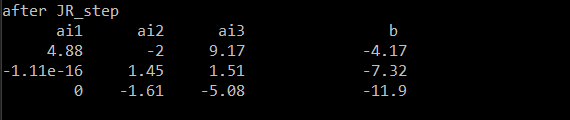 after JR_step
ai1 ai2 ai3 b
4.88 -2 9.17 -4.17
-1.11e-16 1.45 1.51 -7.32
0 -1.61 -5.08 -11.9